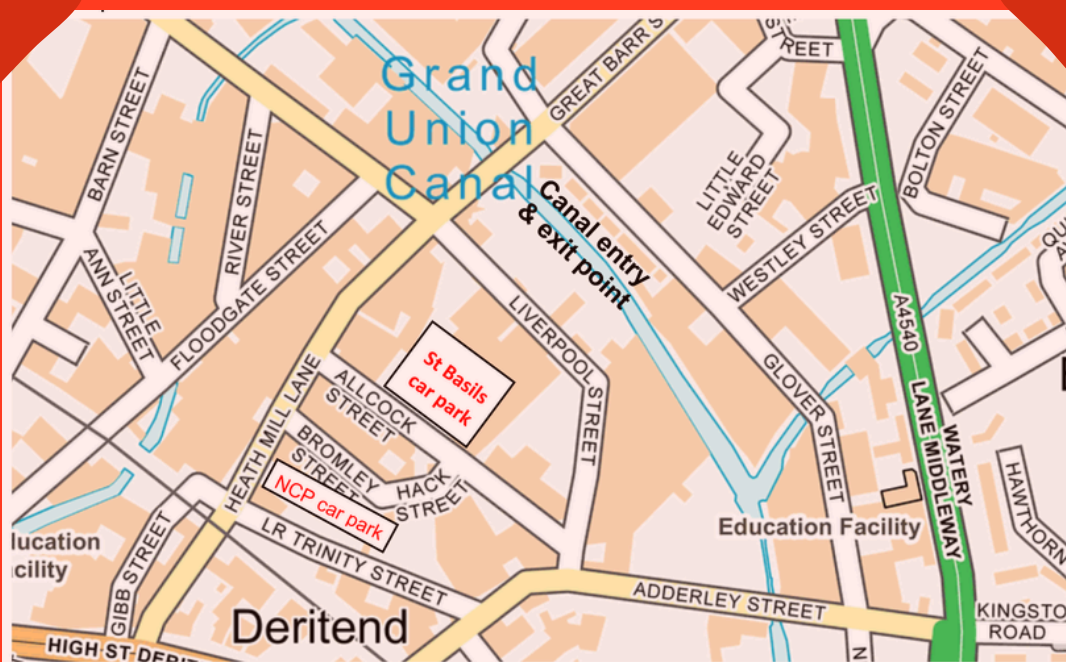 STREET
GREAT BARR S
Grand
Union
Canal
BARN STREET
RIVER STREET
BOLTON STREET
LITTLE
EDWARD
STREET
Canal entry
& exit point
WESTLEY STREET
QU
LITTLE
ANN STREET
FLOODGATE STREET
LIVERPOOL STREET
A4540
St Basils
car park
ALLCOCK
STREET
HEATH MILL LANE
GLOVER STREET
WATERY
LANE MIDDLEWAY
BROMLEY
STREET
HACK
STREET
NCP car park
HAWTHORN
Education Facility
lucation
cility
LR TRINITY STREET
GIBB STREET
ADDERLEY STREET
KINGSTO
ROAD
Deritend
HIGH ST DERIT
N